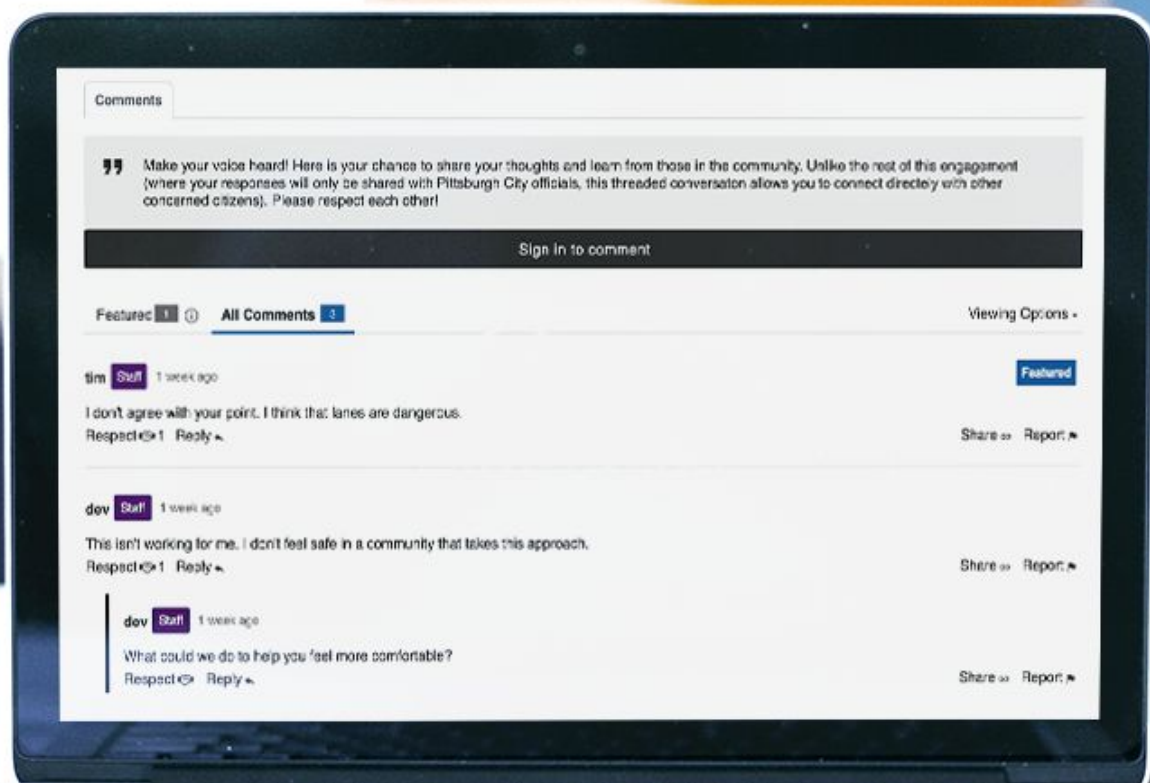 Comments
Make your voice heard! Here is your chance to share your thoughts and learn from those in the community. Unlike the rest of this engagement
(where your responses will only be shared with Pittsburgh City officials, this threaded conversaton allows you to connect directely with other
concerned citizens). Please respect each other!
Sign in to comment
Featured 1 All Comments 3 Viewing Options
tim Staff 1 week ago Featured
I don't agree with your point. I think that lanes are dangerous.
Respect 1 Reply Share Report
dev Staff 1 week ago
This isn't working for me. I don't feel safe in a community that takes this approach.
Respect 1 Reply Share Report
dev Staff 1 week ago
What could we do to help you feel more comfortable?
Respect Reply Share Report